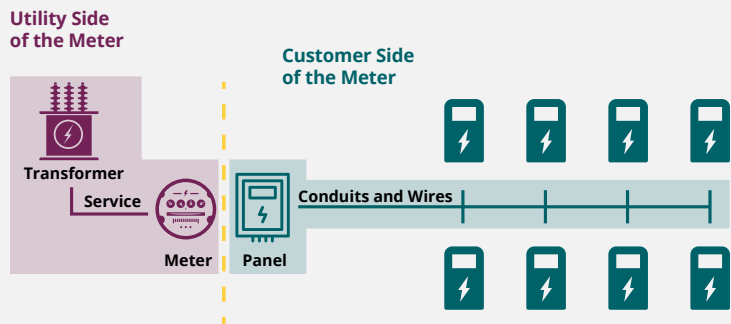 Utility Side
of the Meter
Customer Side
of the Meter
Transformer
Service
Conduits and Wires
Meter
Panel